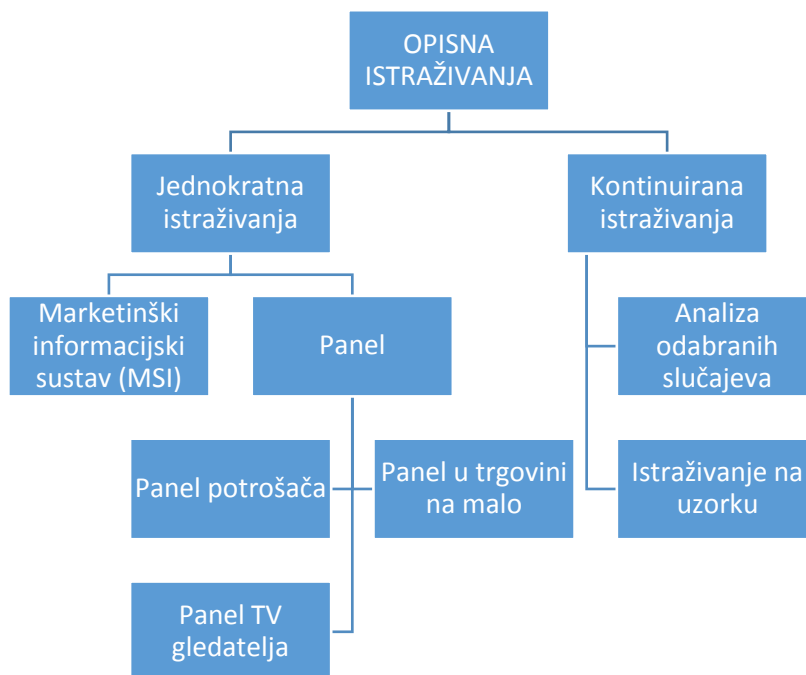 OPISNA
ISTRAŽIVANJA
Jednokratna
istraživanja
Kontinuirana
istraživanja
Marketinški
informacijski
sustav (MSI)
Panel
Analiza
odabranih
slučajeva
Panel potrošača
Panel u trgovini
na malo
Istraživanje na
uzorku
Panel TV
gledatelja